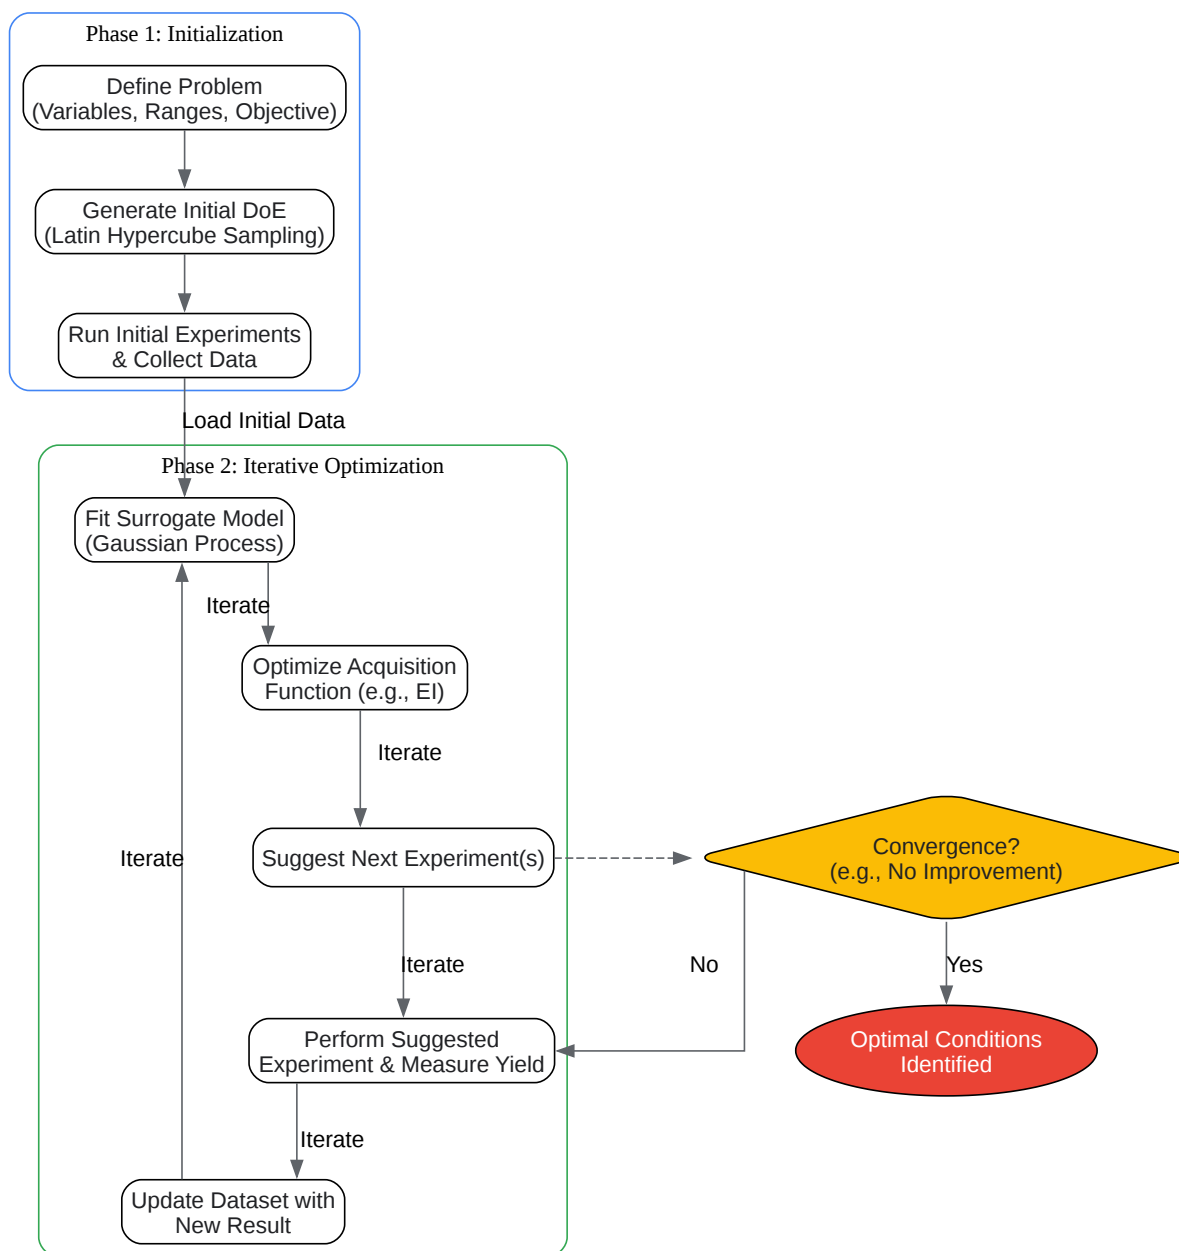 Phase 1: Initialization
Define Problem
(Variables, Ranges, Objective)
Generate Initial DoE
(Latin Hypercube Sampling)
Run Initial Experiments
& Collect Data
Load Initial Data
Phase 2: Iterative Optimization
Fit Surrogate Model
(Gaussian Process)
Iterate
Optimize Acquisition
Function (e.g., EI)
Iterate
Iterate
Suggest Next Experiment(s)
Convergence?
(e.g., No Improvement)
Iterate
No
Yes
Perform Suggested
Experiment & Measure Yield
Optimal Conditions
Identified
Iterate
Update Dataset with
New Result